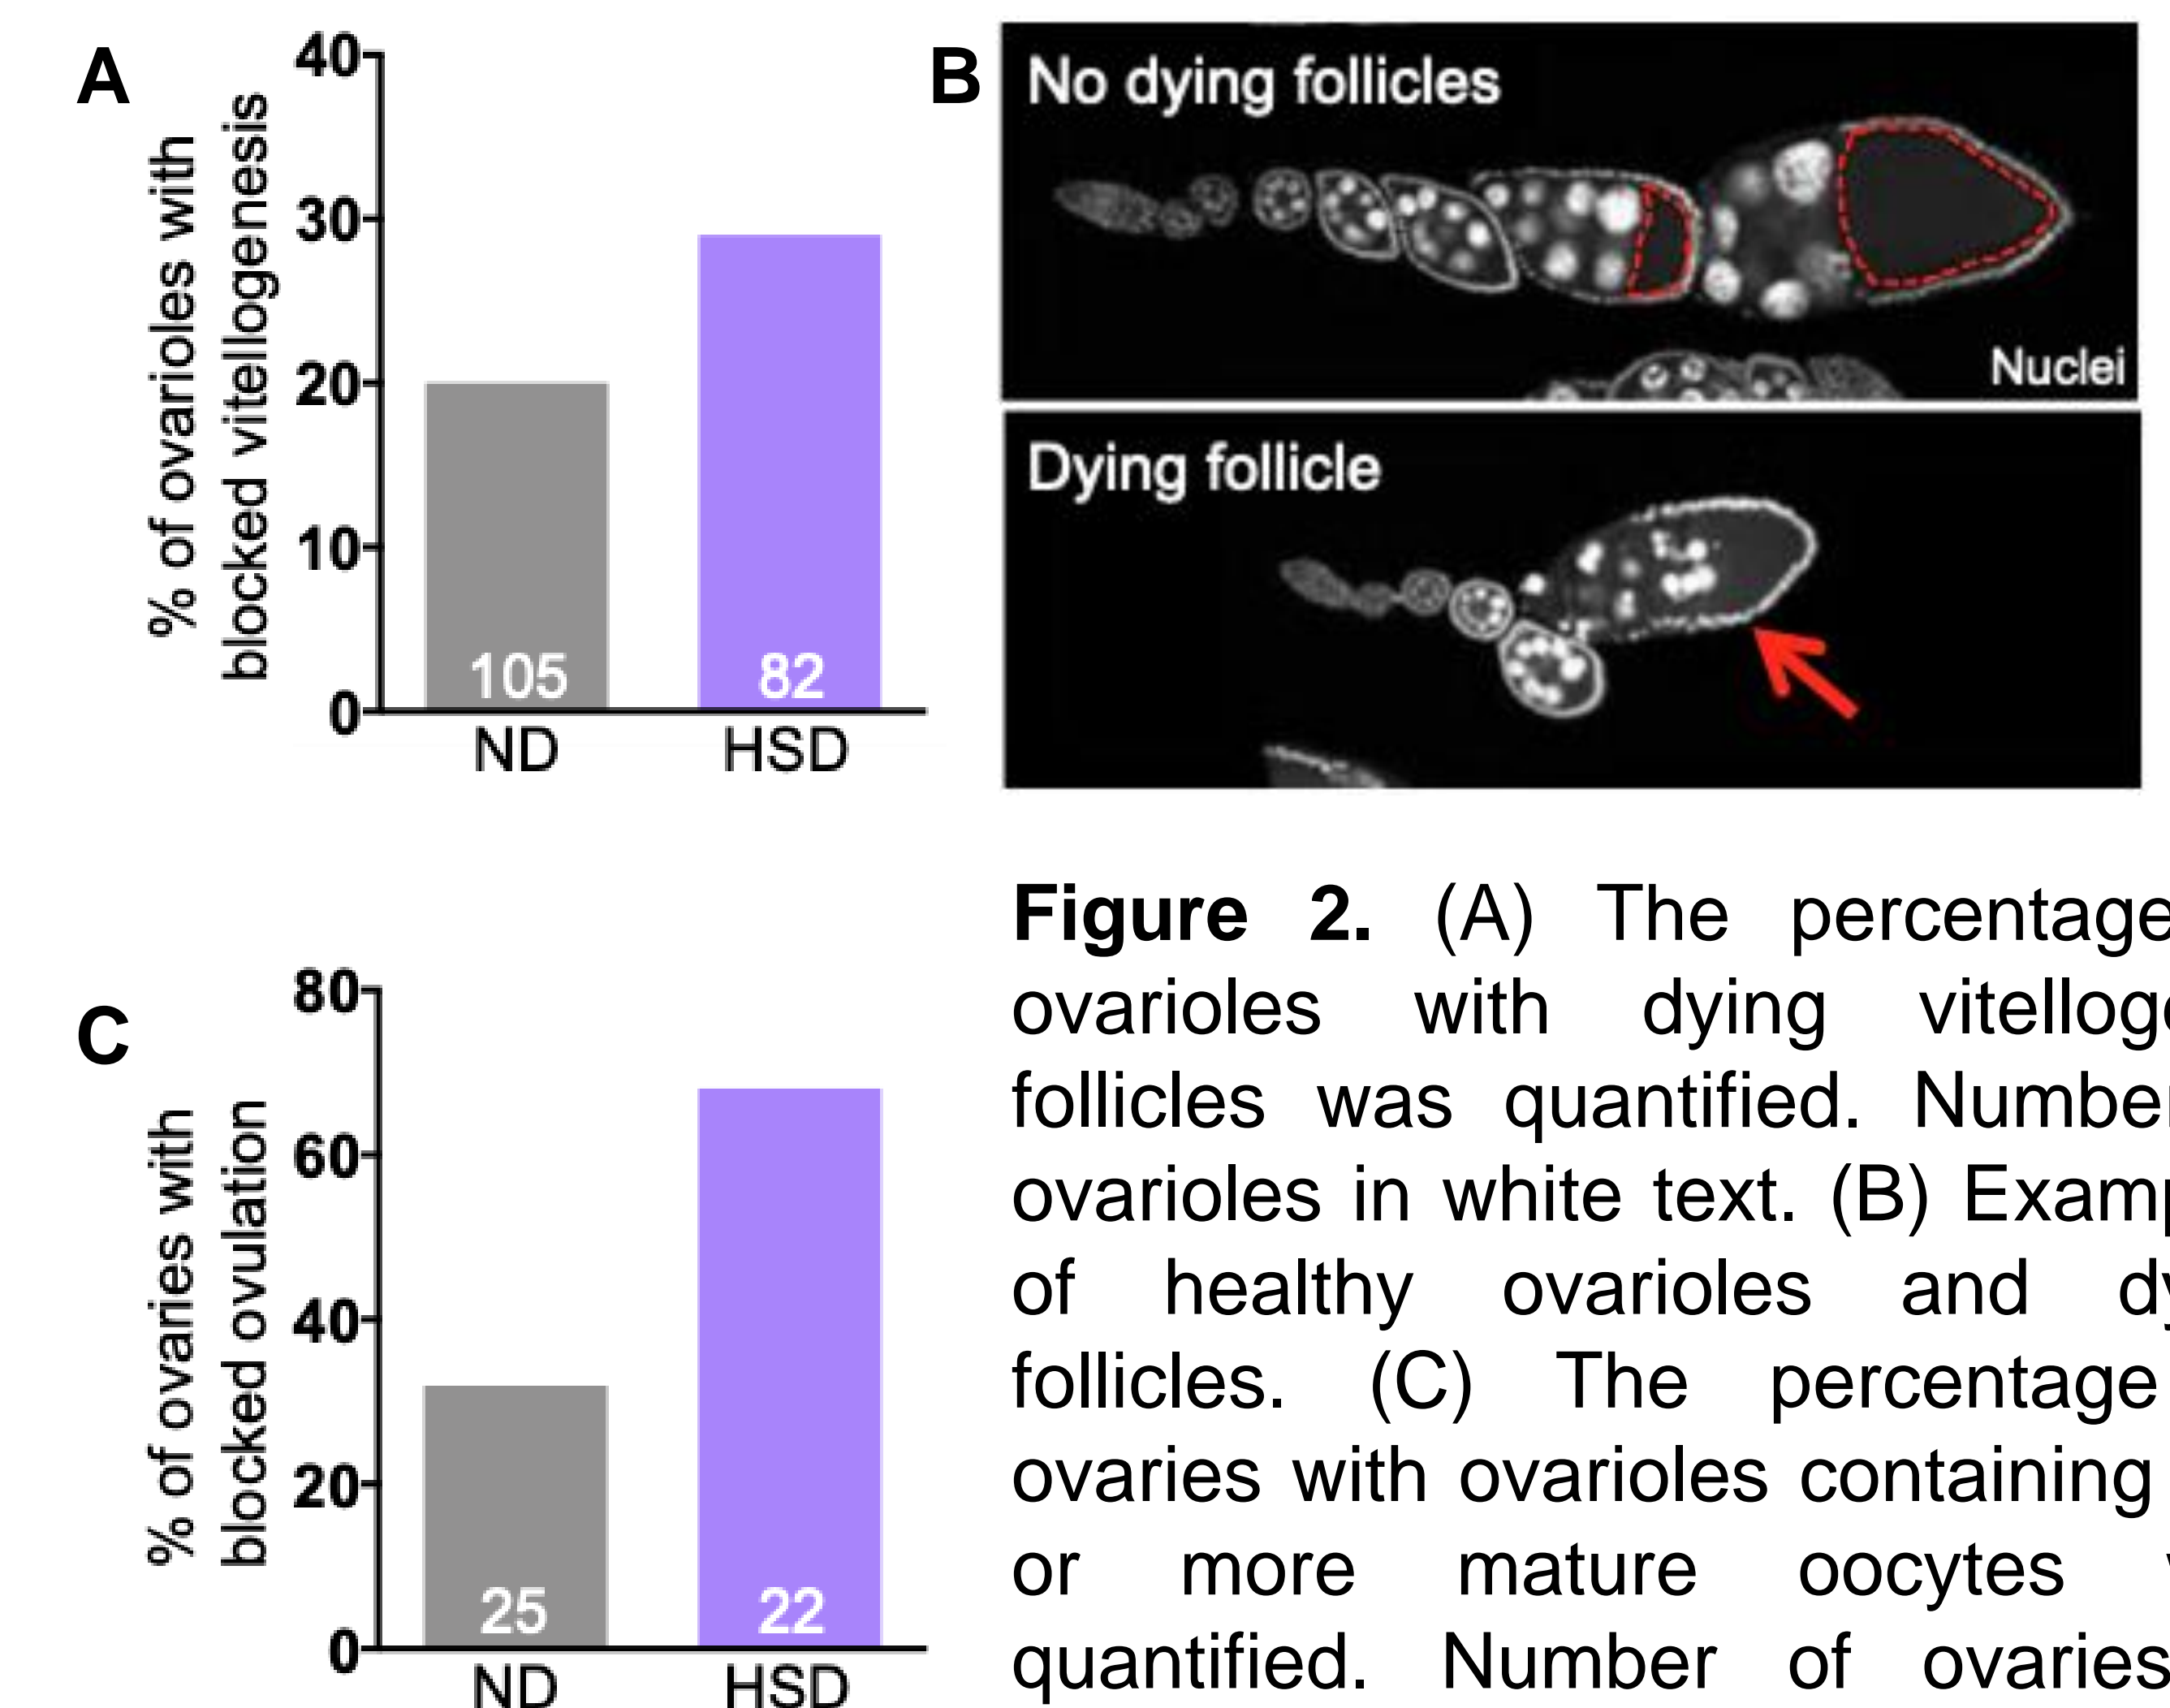 A
% of ovarioles with
blocked vitellogenesis
40
30
20
10
0
105
82
ND
HSD
B
No dying follicles
Nuclei
Dying follicle
C
% of ovaries with
blocked ovulation
80
60
40
20
0
25
22
ND
HSD
Figure 2. (A) The percentage
ovarioles with dying
follicles was quantified. Number
ovarioles in white text. (B)
of healthy ovarioles and
follicles. (C) The percentage
ovaries with ovarioles containing
or more mature oocytes
quantified. Number of ovaries